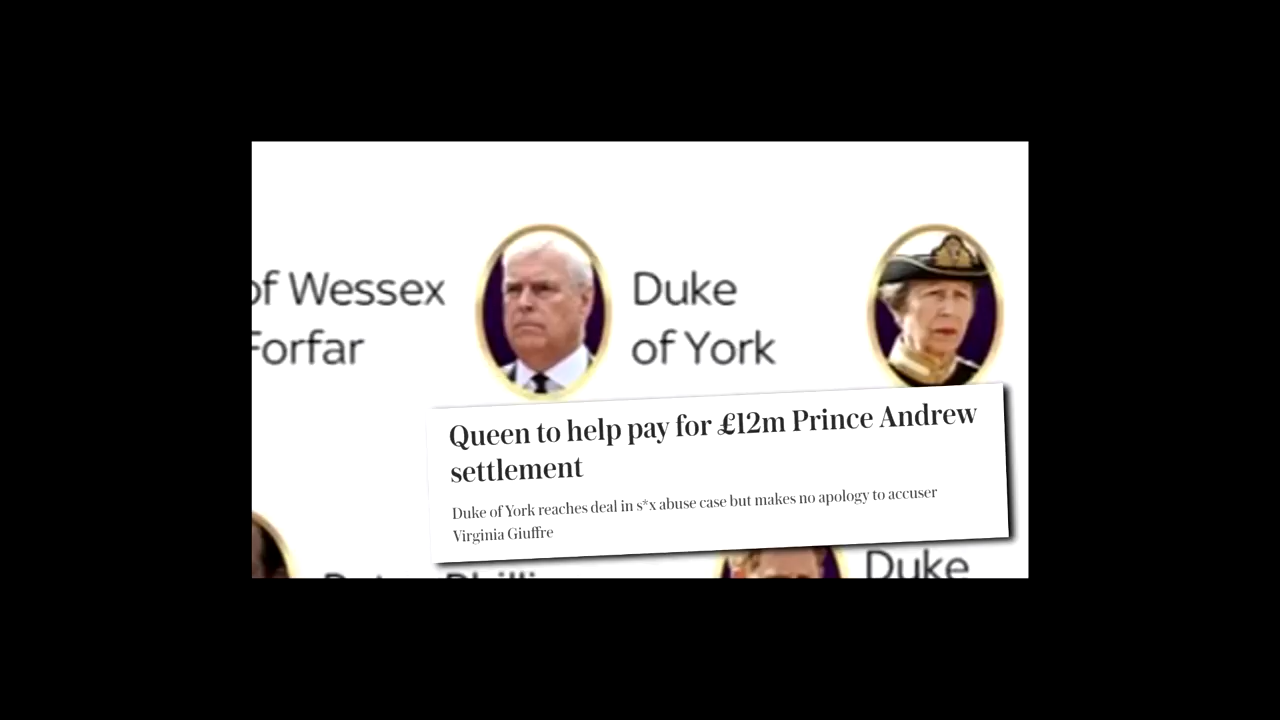 of Wessex
Forfar
Duke
of York
Queen to help pay for £12m Prince Andrew
settlement
Duke of York reaches deal in s*x abuse case but makes no apology to accuser
Virginia Giuffre
Duke